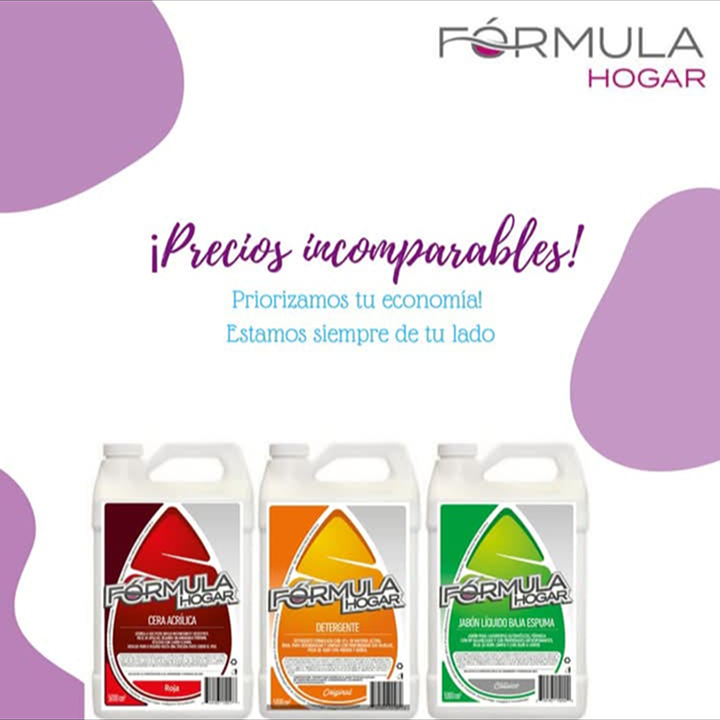 FÓRMULA
HOGAR
¡Precios incomparables!
Priorizamos tu economía!
Estamos siempre de tu lado
FÓRMULA
HOGAR
CERA ACRÍLICA
Roja
FÓRMULA
HOGAR
DETERGENTE
Original
FÓRMULA
HOGAR
JABÓN LÍQUIDO BAJA ESPUMA
Clásico